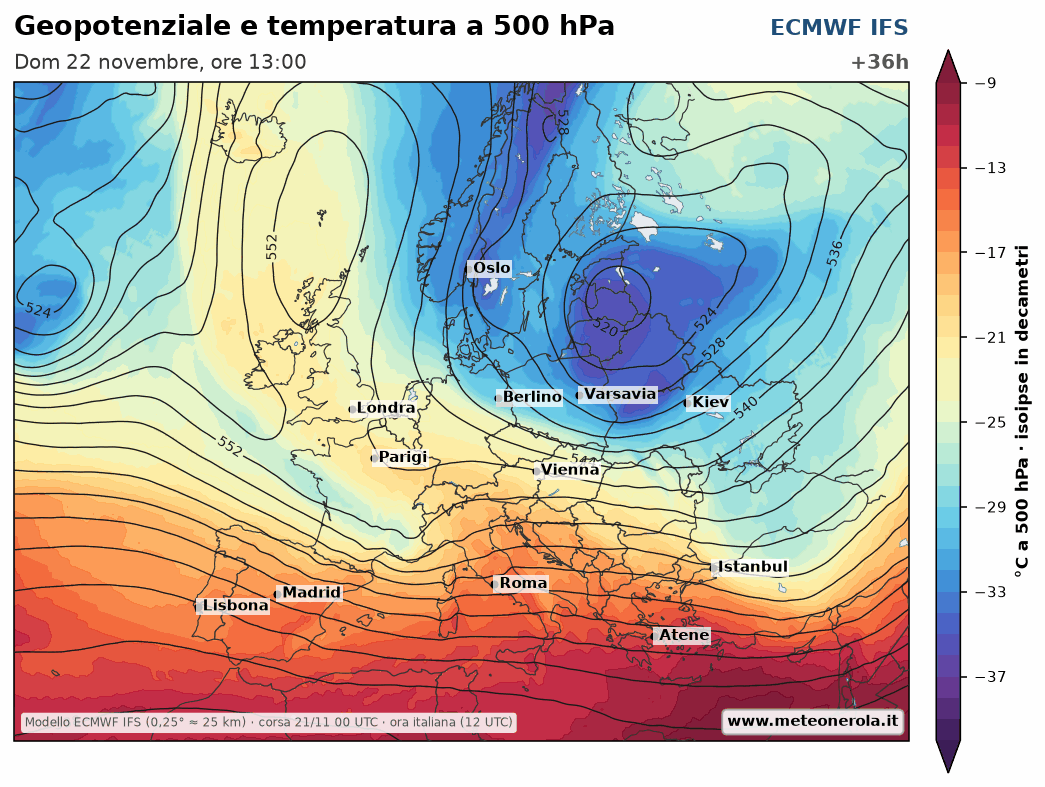 Geopotenziale e temperatura a 500 hPa
ECMWF IFS
Dom 22 novembre, ore 13:00
+36h
528
552
536
524
520
524
528
540
552
544
Oslo
Berlino
Varsavia
Kiev
Londra
Parigi
Vienna
Istanbul
Roma
Madrid
Lisbona
Atene
−9
−13
−17
−21
−25
−29
−33
−37
°C a 500 hPa · isoipse in decametri
Modello ECMWF IFS (0,25° ≈ 25 km) · corsa 21/11 00 UTC · ora italiana (12 UTC)
www.meteonerola.it